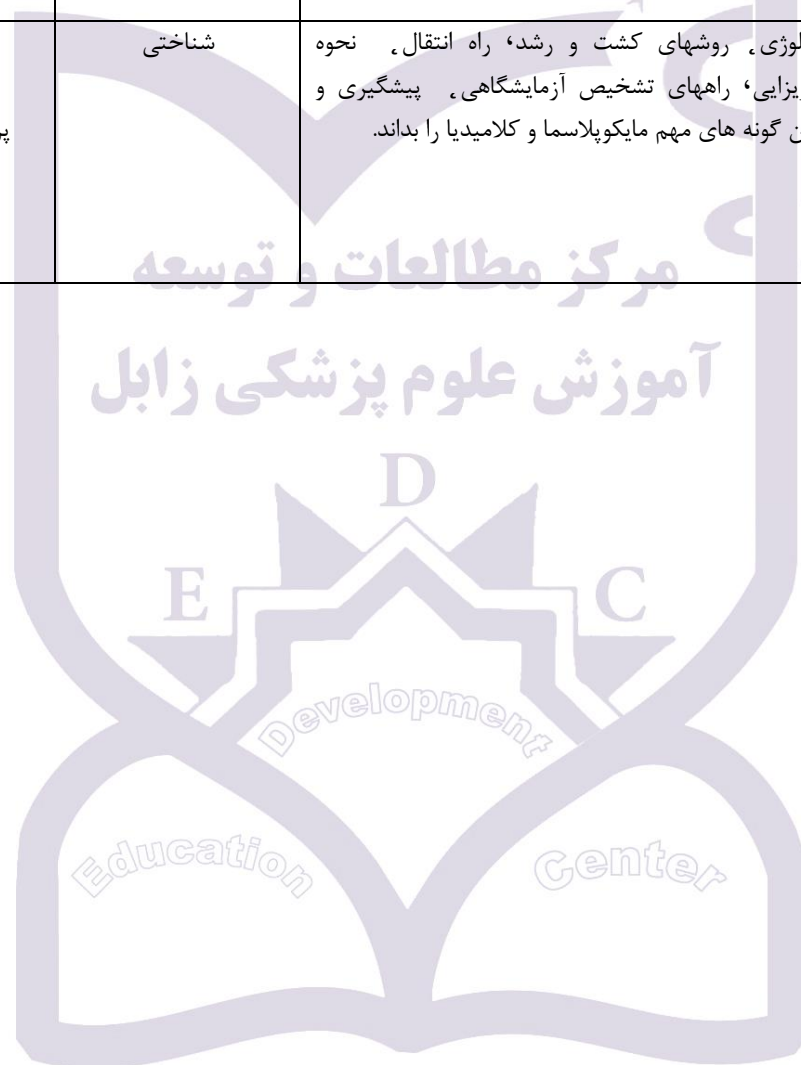 لوژی ، روشهای کشت و رشد، راه انتقال ، نحوه
یزایی، راههای تشخیص آزمایشگاهی ، پیشگیری و
ن گونه های مهم مایکوپلاسما و کلامیدیا را بداند.
شناختی
مرکز مطالعات و توسعه
آموزش علوم پزشکی زابل
D
E C
Development
Education Center